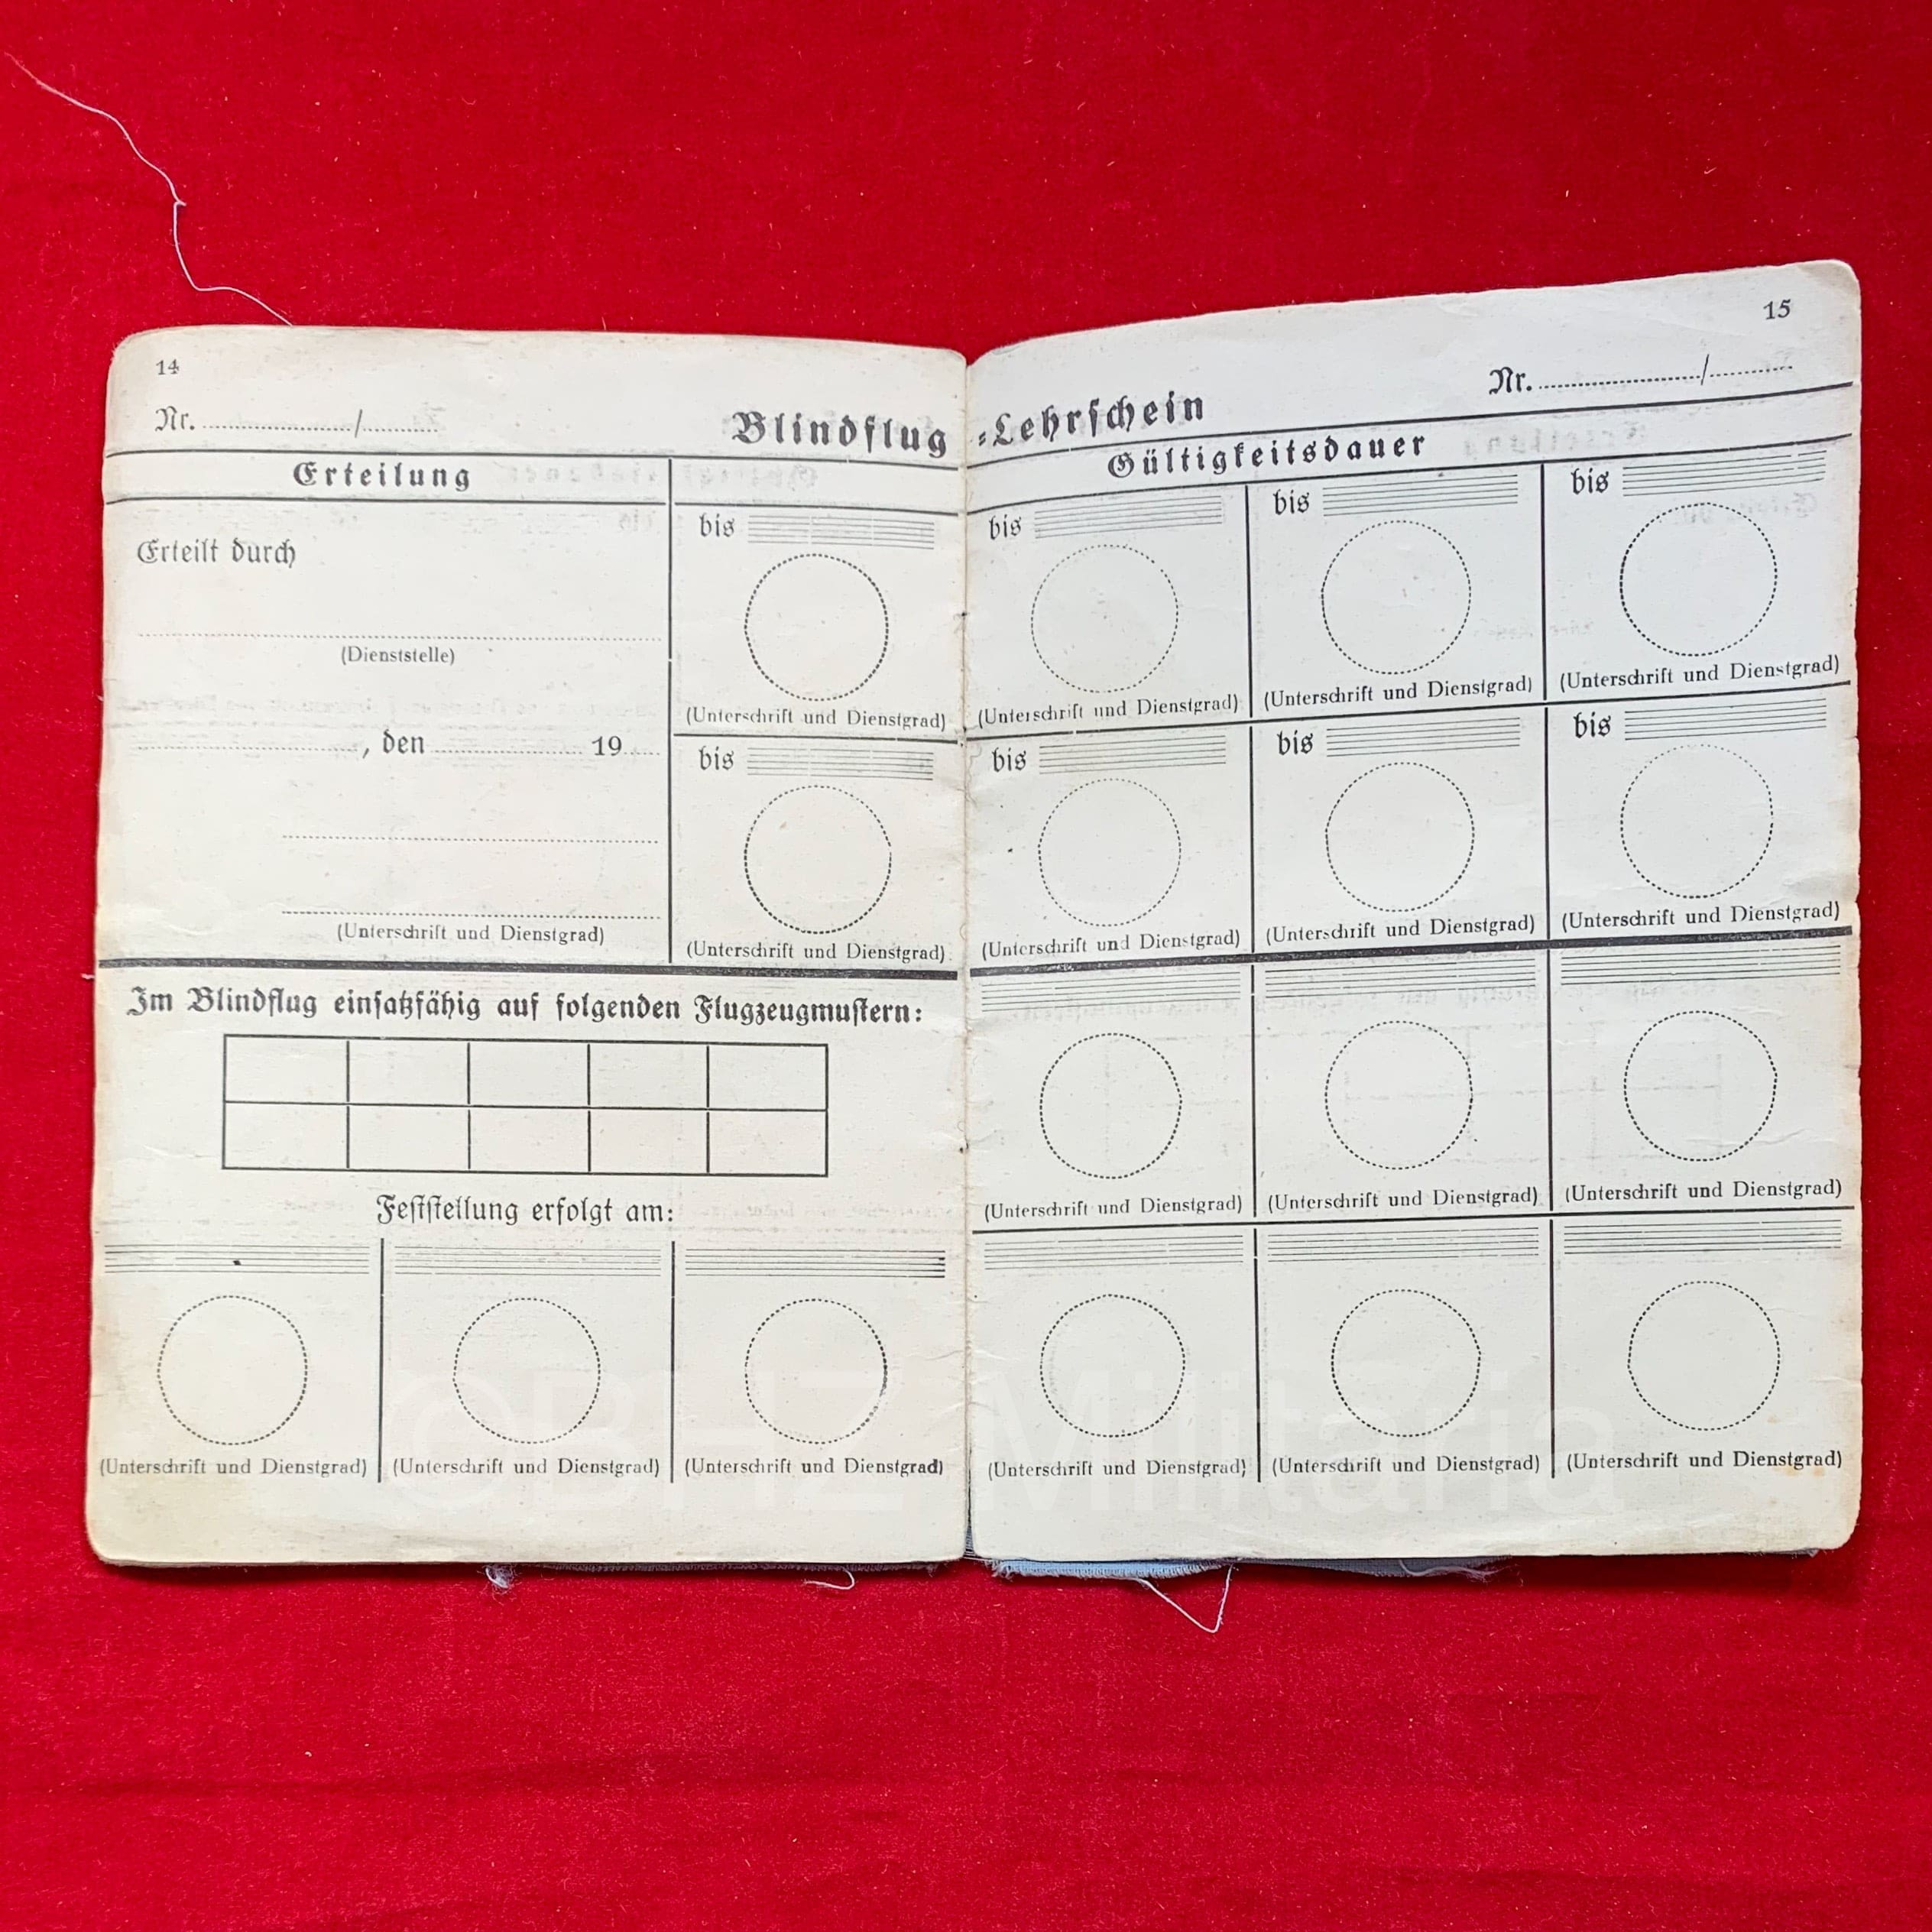 14
Nr. ............/.........
Blindflug
Erteilung
Erteilt durch
(Dienststelle)
, den 19
(Unterschrift und Dienstgrad)
bis
(Unterschrift und Dienstgrad)
bis
(Unterschrift und Dienstgrad)
Im Blindflug einsatzfähig auf folgenden Flugzeugmustern:
Feststellung erfolgt am:
(Unterschrift und Dienstgrad) (Unterschrift und Dienstgrad) (Unterschrift und Dienstgrad)
15
Nr. ............/.........
-Lehrschein
Gültigkeitsdauer
bis bis bis
(Unterschrift und Dienstgrad) (Unterschrift und Dienstgrad) (Unterschrift und Dienstgrad)
bis bis bis
(Unterschrift und Dienstgrad) (Unterschrift und Dienstgrad) (Unterschrift und Dienstgrad)
(Unterschrift und Dienstgrad) (Unterschrift und Dienstgrad) (Unterschrift und Dienstgrad)
(Unterschrift und Dienstgrad) (Unterschrift und Dienstgrad) (Unterschrift und Dienstgrad)
©BHZ Militaria